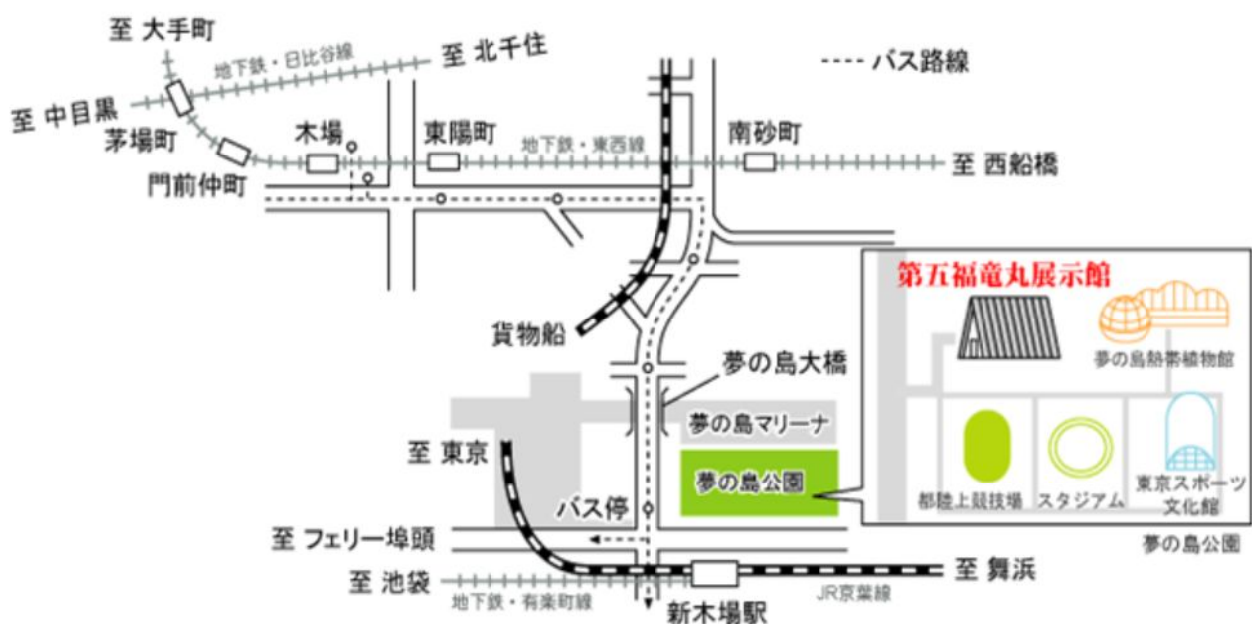 至 大手町
地下鉄・日比谷線
至 北千住
バス路線
至 中目黒
茅場町
木場
東陽町
地下鉄・東西線
南砂町
至 西船橋
門前仲町
第五福竜丸展示館
貨物船
夢の島熱帯植物館
夢の島大橋
夢の島マリーナ
至 東京
夢の島公園
バス停
都陸上競技場
スタジアム
東京スポーツ
文化館
至 フェリー埠頭
夢の島公園
至 池袋
地下鉄・有楽町線
新木場駅
JR京葉線
至 舞浜